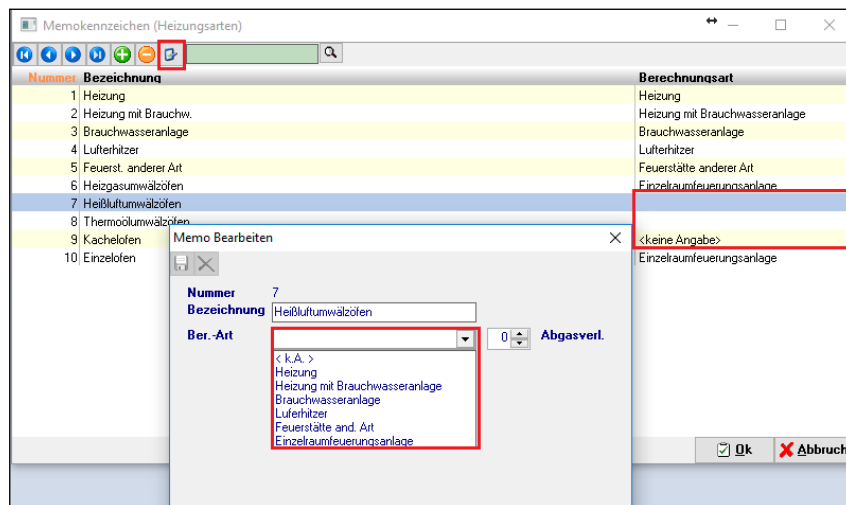 Memokennzeichen (Heizungsarten)
Nummer Bezeichnung Berechnungsart
1 Heizung Heizung
2 Heizung mit Brauchw. Heizung mit Brauchwasseranlage
3 Brauchwasseranlage Brauchwasseranlage
4 Lufterhitzer Lufterhitzer
5 Feuerst. anderer Art Feuerstätte anderer Art
6 Heizgasumwälzöfen Einzelraumfeuerungsanlage
7 Heißluftumwälzöfen
8 Thermoölumwälzöfen
9 Kachelofen <keine Angabe>
10 Einzelofen Einzelraumfeuerungsanlage
Memo Bearbeiten
Nummer 7
Bezeichnung Heißluftumwälzöfen
Ber.-Art 0 Abgasverl.
< k.A. >
Heizung
Heizung mit Brauchwasseranlage
Brauchwasseranlage
Luferhitzer
Feuerstätte and. Art
Einzelraumfeuerungsanlage
Ok Abbruch